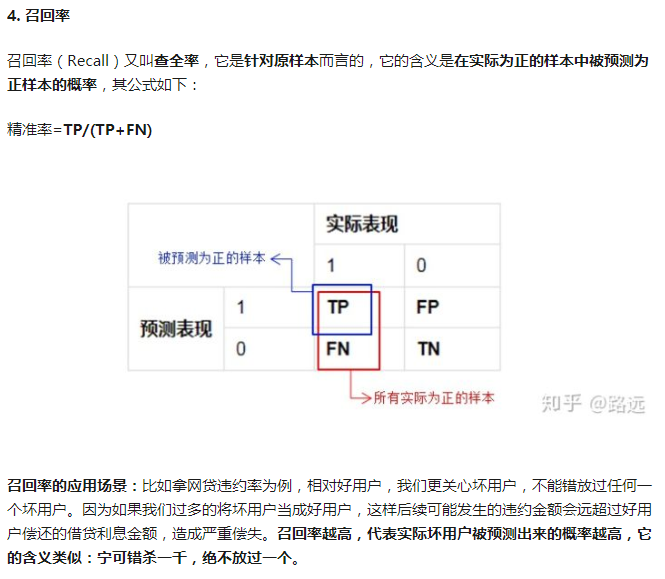 4. 召回率
召回率（Recall）又叫查全率，它是针对原样本而言的，它的含义是在实际为正的样本中被预测为
正样本的概率，其公式如下：
精准率=TP/(TP+FN)
实际表现
被预测为正的样本
1 0
预测表现 1 TP FP
0 FN TN
所有实际为正的样本
知乎 @路远
召回率的应用场景：比如拿网贷违约率为例，相对好用户，我们更关心坏用户，不能错放过任何一
个坏用户。因为如果我们过多的将坏用户当成好用户，这样后续可能发生的违约金额会远超过好用
户偿还的借贷利息金额，造成严重偿失。召回率越高，代表实际坏用户被预测出来的概率越高，它
的含义类似：宁可错杀一千，绝不放过一个。